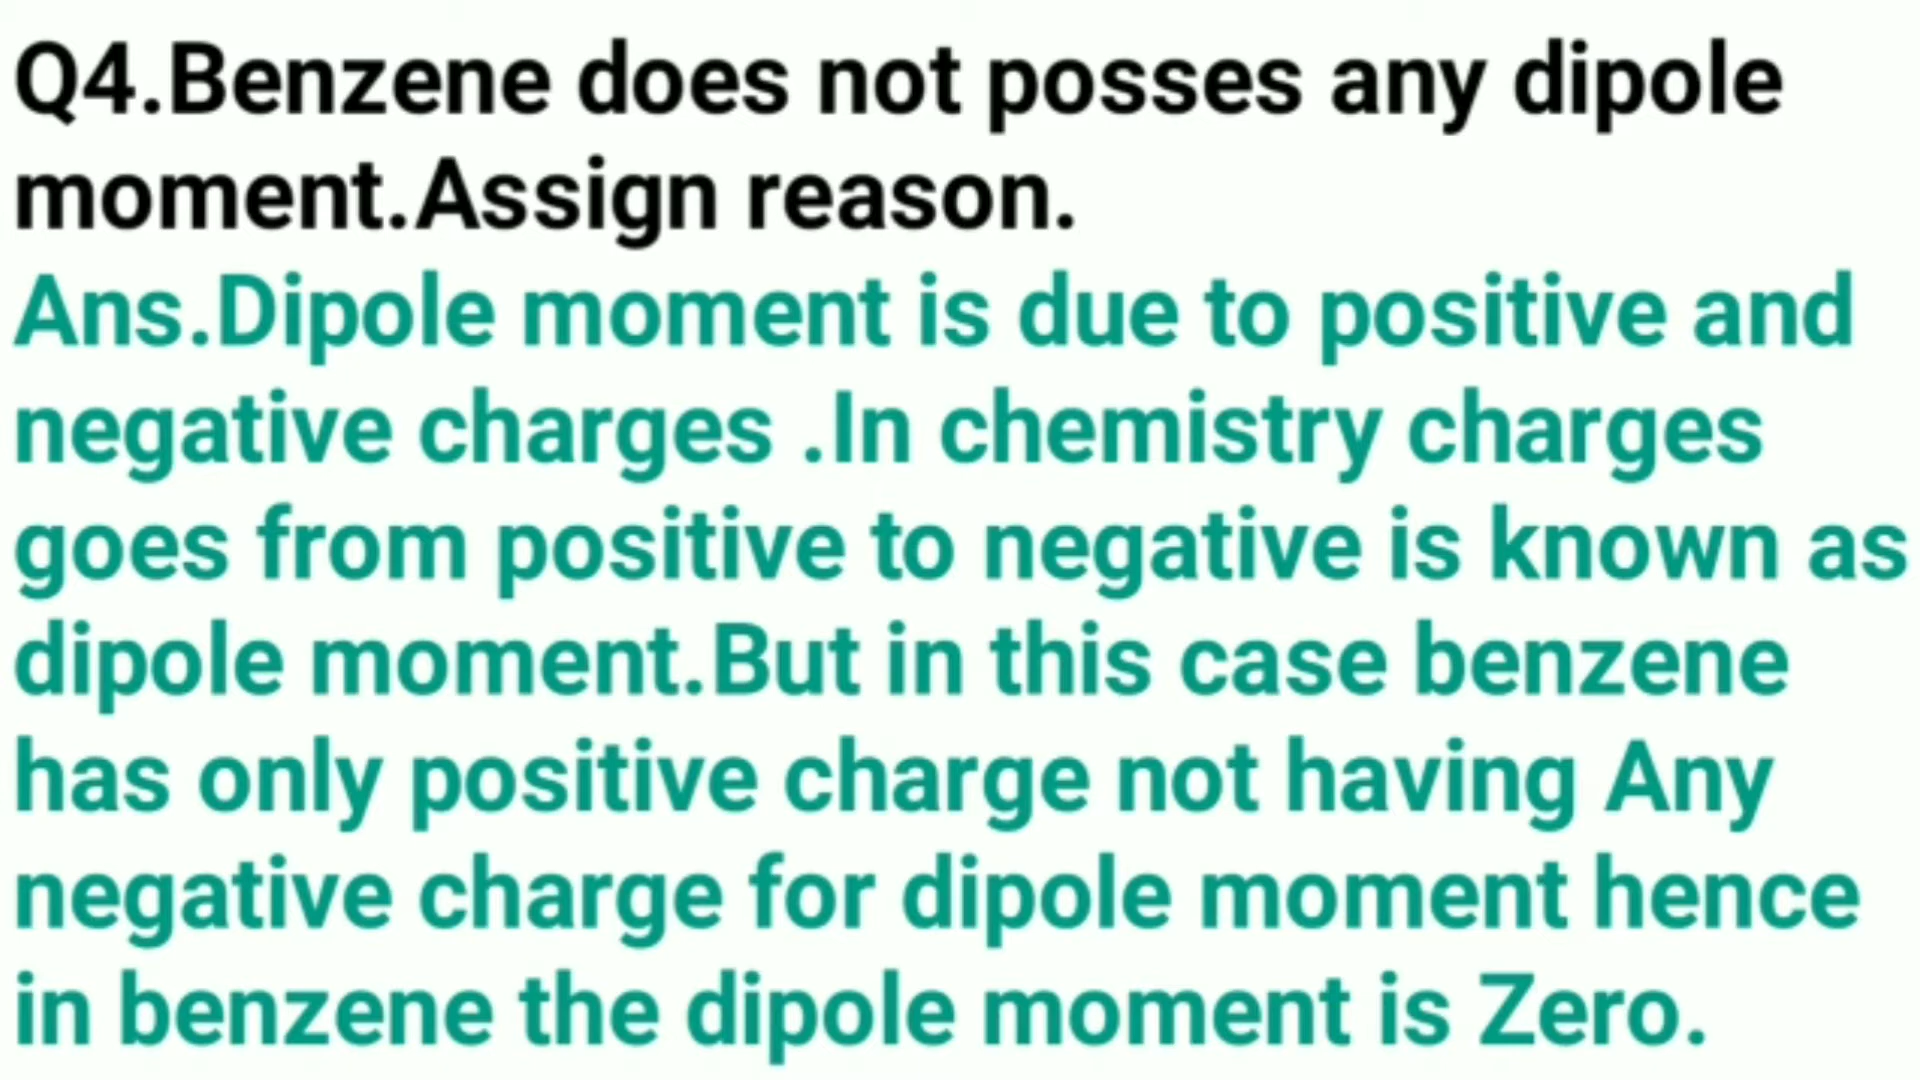 Q4.Benzene does not posses any dipole
moment.Assign reason.
Ans.Dipole moment is due to positive and
negative charges .In chemistry charges
goes from positive to negative is known as
dipole moment.But in this case benzene
has only positive charge not having Any
negative charge for dipole moment hence
in benzene the dipole moment is Zero.